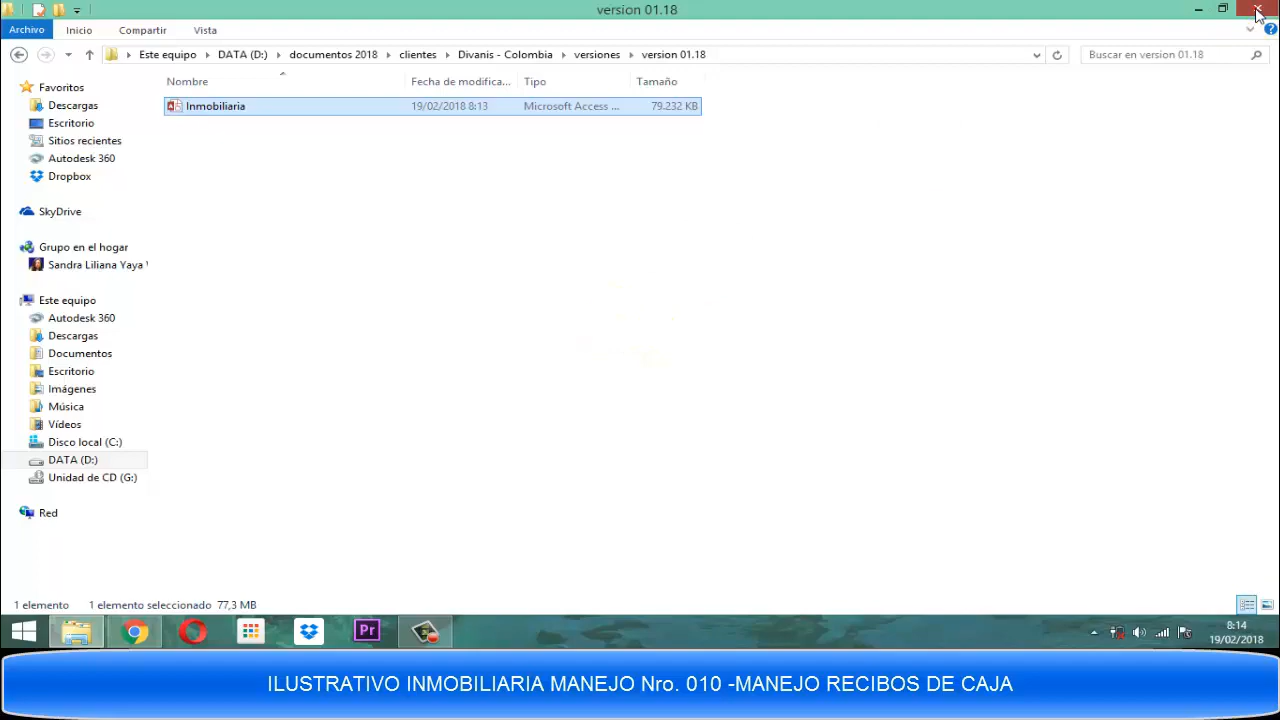 version 01.18
Archivo Inicio Compartir Vista
Este equipo DATA (D:) documentos 2018 clientes Divanis - Colombia versiones version 01.18 Buscar en version 01.18
Nombre Fecha de modifica... Tipo Tamaño
Inmobiliaria 19/02/2018 8:13 Microsoft Access ... 79.232 KB
Favoritos
Descargas
Escritorio
Sitios recientes
Autodesk 360
Dropbox
SkyDrive
Grupo en el hogar
Sandra Liliana Yaya
Este equipo
Autodesk 360
Descargas
Documentos
Escritorio
Imágenes
Música
Vídeos
Disco local (C:)
DATA (D:)
Unidad de CD (G:)
Red
1 elemento 1 elemento seleccionado 77,3 MB
Pr
8:14
19/02/2018
ILUSTRATIVO INMOBILIARIA MANEJO Nro. 010 -MANEJO RECIBOS DE CAJA